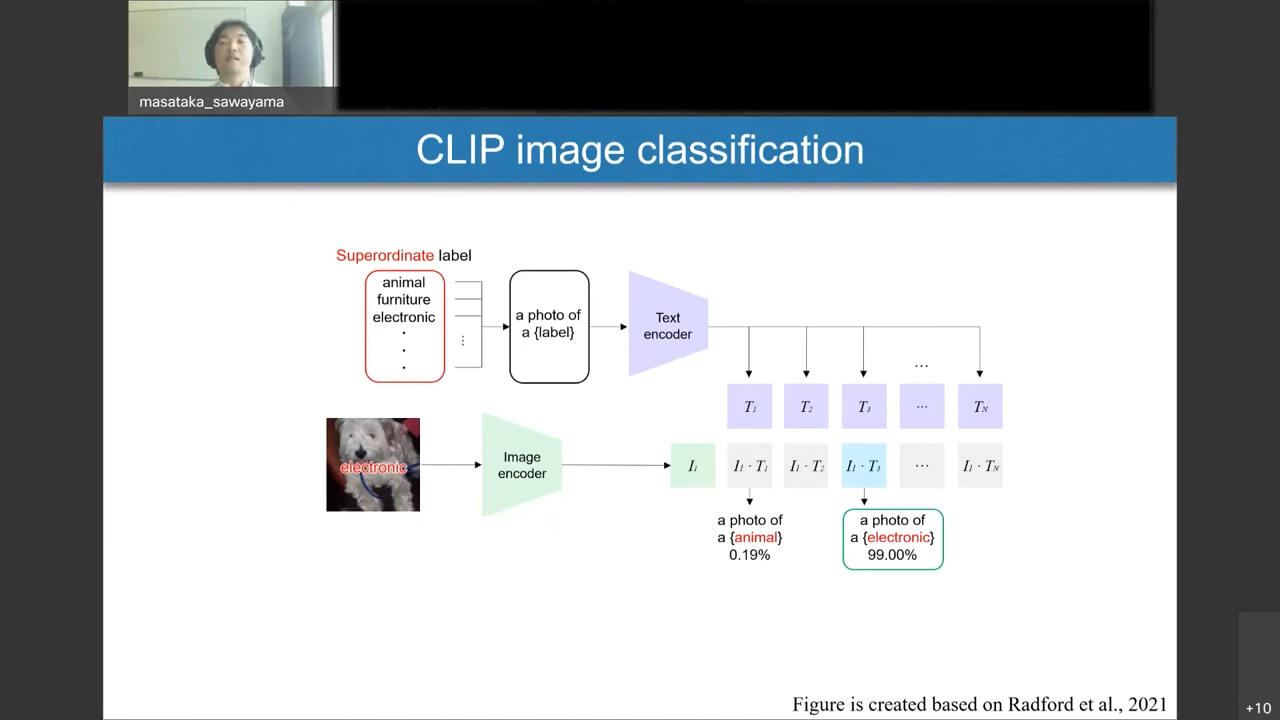 masataka_sawayama
CLIP image classification
Superordinate label
animal
furniture
electronic
.
.
.
⋮
a photo of
a {label}
Text
encoder
...
T1
T2
T3
...
TN
electronic
Image
encoder
I1
I1 · T1
I1 · T2
I1 · T3
...
I1 · TN
a photo of
a {animal}
0.19%
a photo of
a {electronic}
99.00%
Figure is created based on Radford et al., 2021
+10